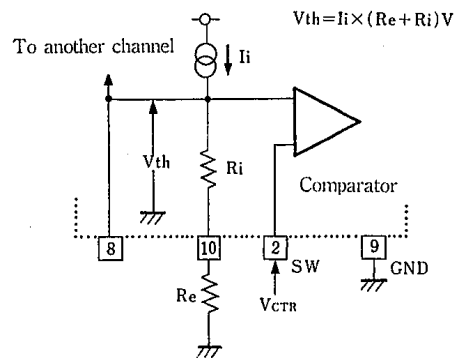 Vth=Ii×(Re+Ri)V
To another channel
Ii
Vth
Ri
Comparator
8
10
2
9
SW
GND
Re
VCTR